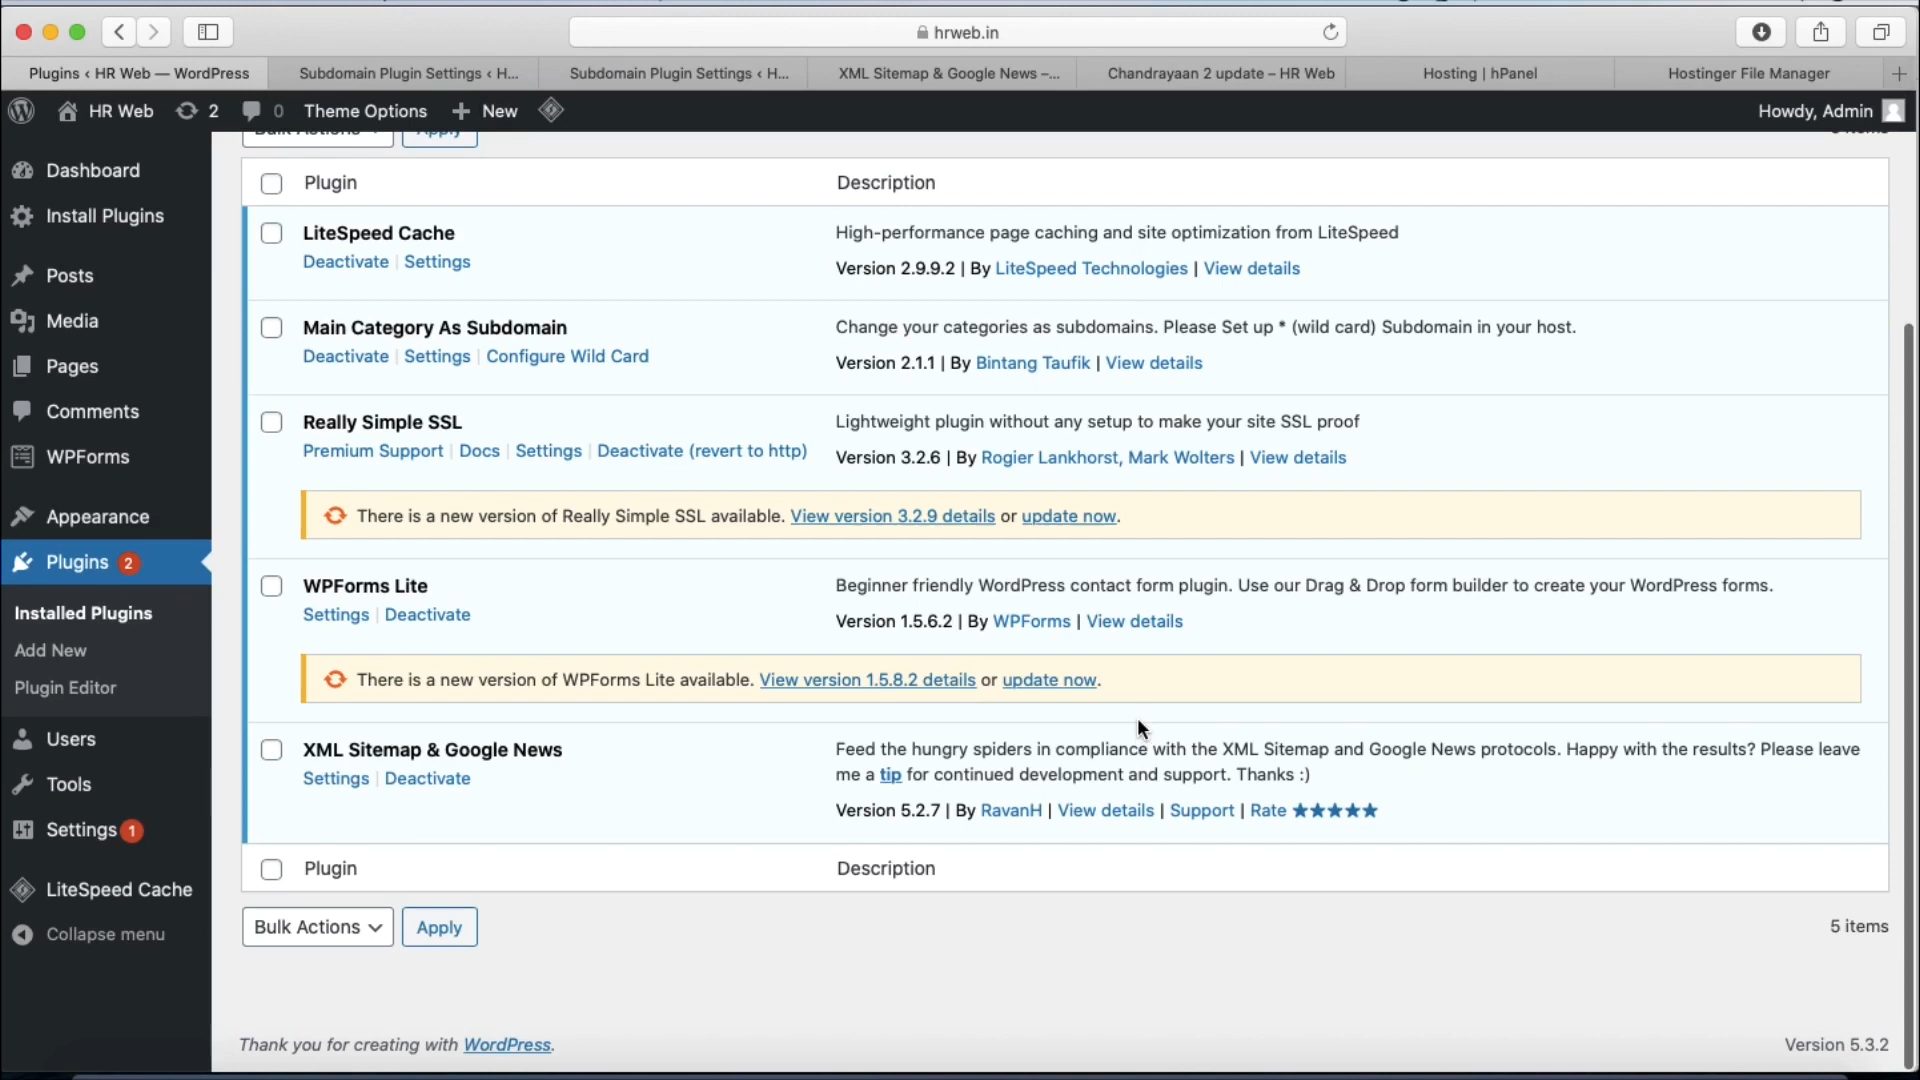 hrweb.in
Plugins ‹ HR Web — WordPress
Subdomain Plugin Settings ‹ H...
Subdomain Plugin Settings ‹ H...
XML Sitemap & Google News –...
Chandrayaan 2 update – HR Web
Hosting | hPanel
Hostinger File Manager
HR Web
2
0
Theme Options
New
Howdy, Admin
Bulk Actions
Apply
Dashboard
Install Plugins
Posts
Media
Pages
Comments
WPForms
Appearance
Plugins 2
Installed Plugins
Add New
Plugin Editor
Users
Tools
Settings 1
LiteSpeed Cache
Collapse menu
Plugin
Description
LiteSpeed Cache
Deactivate | Settings
High-performance page caching and site optimization from LiteSpeed
Version 2.9.9.2 | By LiteSpeed Technologies | View details
Main Category As Subdomain
Deactivate | Settings | Configure Wild Card
Change your categories as subdomains. Please Set up * (wild card) Subdomain in your host.
Version 2.1.1 | By Bintang Taufik | View details
Really Simple SSL
Premium Support | Docs | Settings | Deactivate (revert to http)
Lightweight plugin without any setup to make your site SSL proof
Version 3.2.6 | By Rogier Lankhorst, Mark Wolters | View details
There is a new version of Really Simple SSL available. View version 3.2.9 details or update now.
WPForms Lite
Settings | Deactivate
Beginner friendly WordPress contact form plugin. Use our Drag & Drop form builder to create your WordPress forms.
Version 1.5.6.2 | By WPForms | View details
There is a new version of WPForms Lite available. View version 1.5.8.2 details or update now.
XML Sitemap & Google News
Settings | Deactivate
Feed the hungry spiders in compliance with the XML Sitemap and Google News protocols. Happy with the results? Please leave
me a tip for continued development and support. Thanks :)
Version 5.2.7 | By RavanH | View details | Support | Rate ★★★★★
Plugin
Description
Bulk Actions
Apply
5 items
Thank you for creating with WordPress.
Version 5.3.2